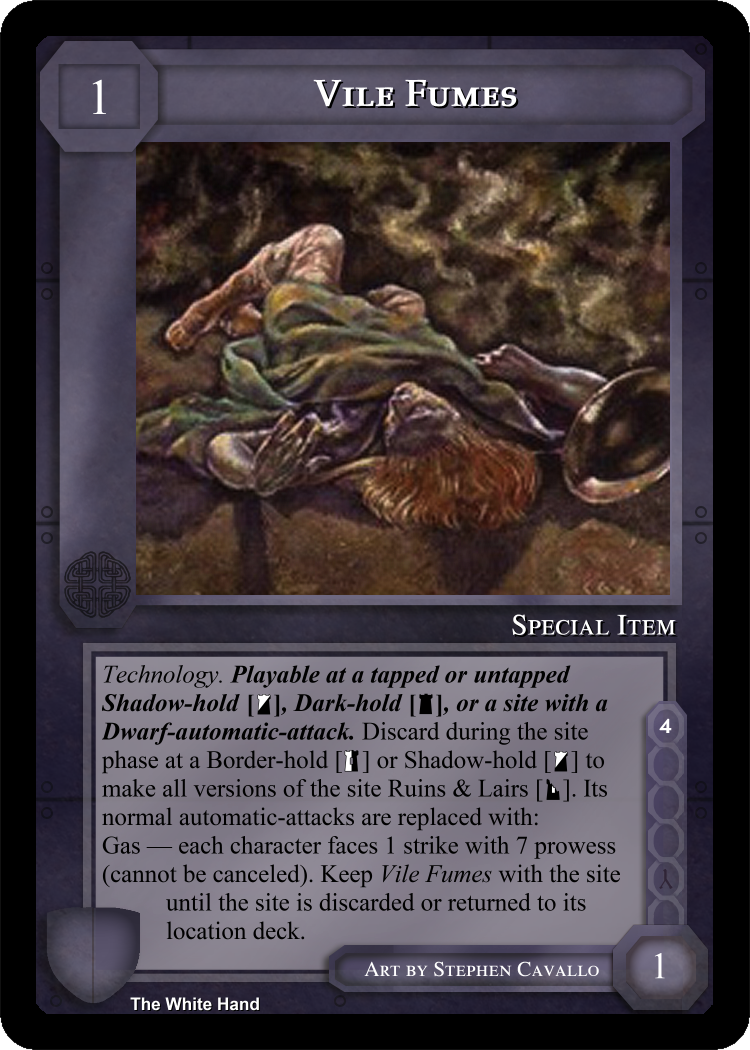 1
Vile Fumes
Special Item
Technology. Playable at a tapped or untapped
Shadow-hold [], Dark-hold [], or a site with a
Dwarf-automatic-attack. Discard during the site
phase at a Border-hold [] or Shadow-hold [] to
make all versions of the site Ruins & Lairs []. Its
normal automatic-attacks are replaced with:
Gas — each character faces 1 strike with 7 prowess
(cannot be canceled). Keep Vile Fumes with the site
until the site is discarded or returned to its
location deck.
4
Art by Stephen Cavallo
1
The White Hand